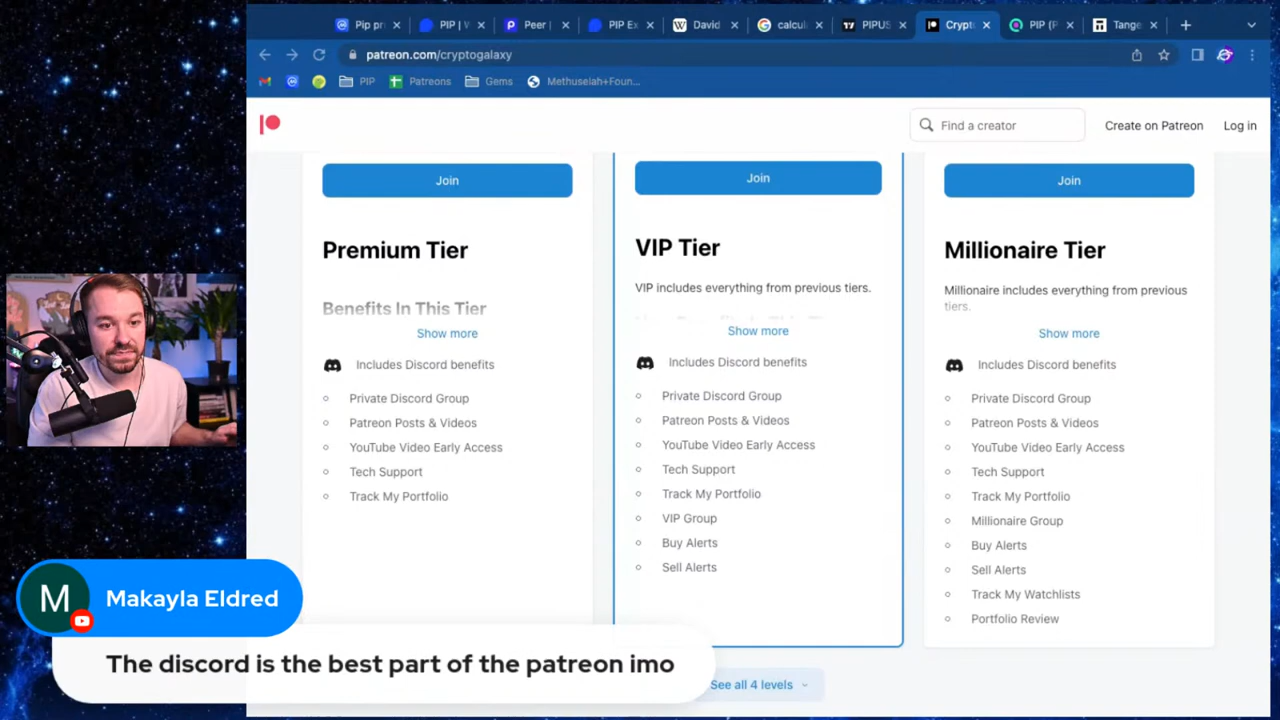 Pip pr
PIP | V
Peer |
PIP Ex
David
calcul
PIPUS
Crypt
PIP (P
Tange
patreon.com/cryptogalaxy
PIP
Patreons
Gems
Methuselah+Foun...
Find a creator
Create on Patreon
Log in
Join
Join
Join
Premium Tier
Benefits In This Tier
Show more
Includes Discord benefits
Private Discord Group
Patreon Posts & Videos
YouTube Video Early Access
Tech Support
Track My Portfolio
VIP Tier
VIP includes everything from previous tiers.
Show more
Includes Discord benefits
Private Discord Group
Patreon Posts & Videos
YouTube Video Early Access
Tech Support
Track My Portfolio
VIP Group
Buy Alerts
Sell Alerts
Millionaire Tier
Millionaire includes everything from previous
tiers.
Show more
Includes Discord benefits
Private Discord Group
Patreon Posts & Videos
YouTube Video Early Access
Tech Support
Track My Portfolio
Millionaire Group
Buy Alerts
Sell Alerts
Track My Watchlists
Portfolio Review
See all 4 levels
M
Makayla Eldred
The discord is the best part of the patreon imo